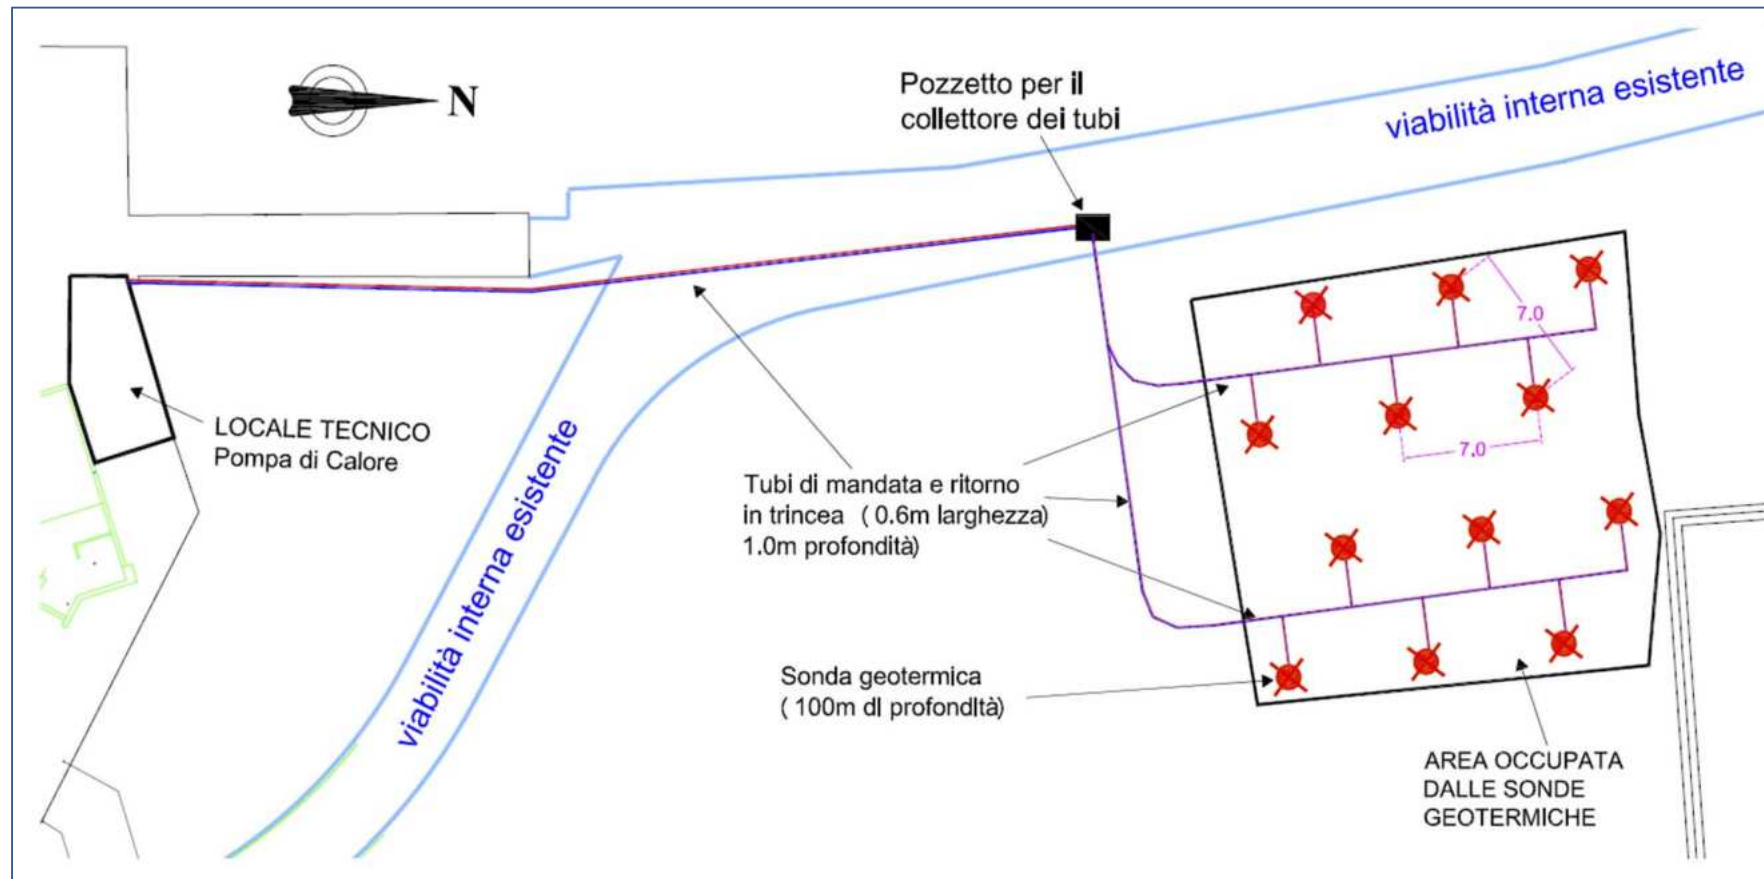 N
Pozzetto per il
collettore dei tubi
viabilità interna esistente
7.0
7.0
LOCALE TECNICO
Pompa di Calore
viabilità interna esistente
Tubi di mandata e ritorno
in trincea ( 0.6m larghezza)
1.0m profondità)
Sonda geotermica
( 100m di profondità)
AREA OCCUPATA
DALLE SONDE
GEOTERMICHE